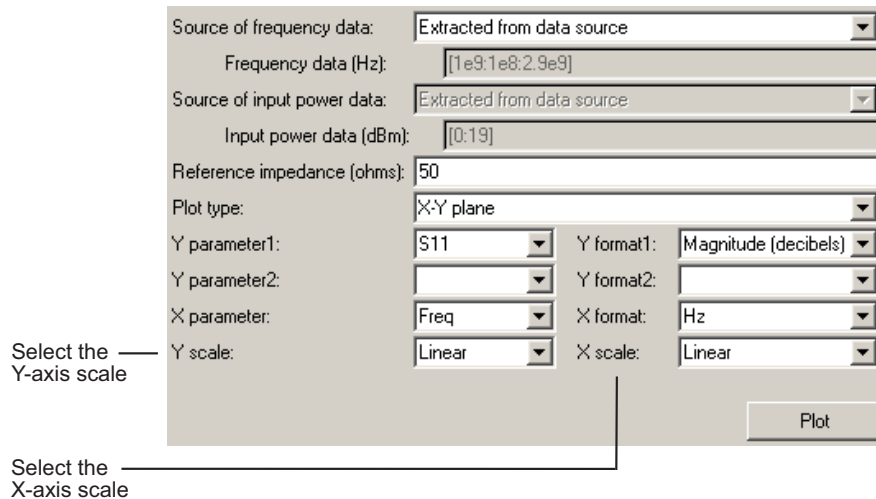 Source of frequency data: Extracted from data source
Frequency data (Hz): [1e9:1e8:2.9e9]
Source of input power data: Extracted from data source
Input power data (dBm): [0:19]
Reference impedance (ohms): 50
Plot type: X-Y plane
Y parameter1: S11 Y format1: Magnitude (decibels)
Y parameter2: Y format2:
X parameter: Freq X format: Hz
Y scale: Linear X scale: Linear
Select the
Y-axis scale
Plot
Select the
X-axis scale